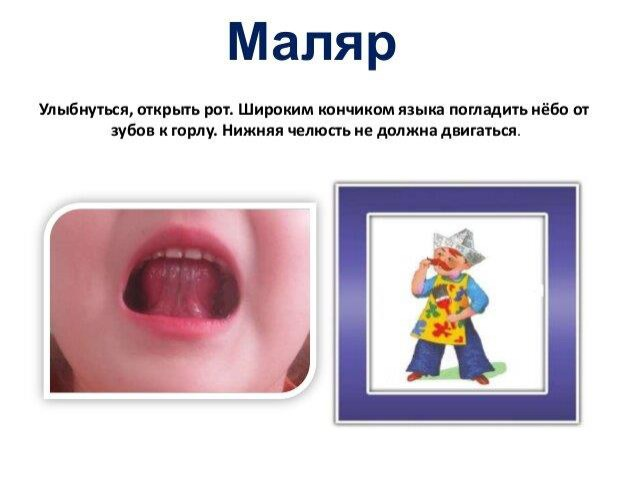 Маляр
Улыбнуться, открыть рот. Широким кончиком языка погладить нёбо от
зубов к горлу. Нижняя челюсть не должна двигаться.